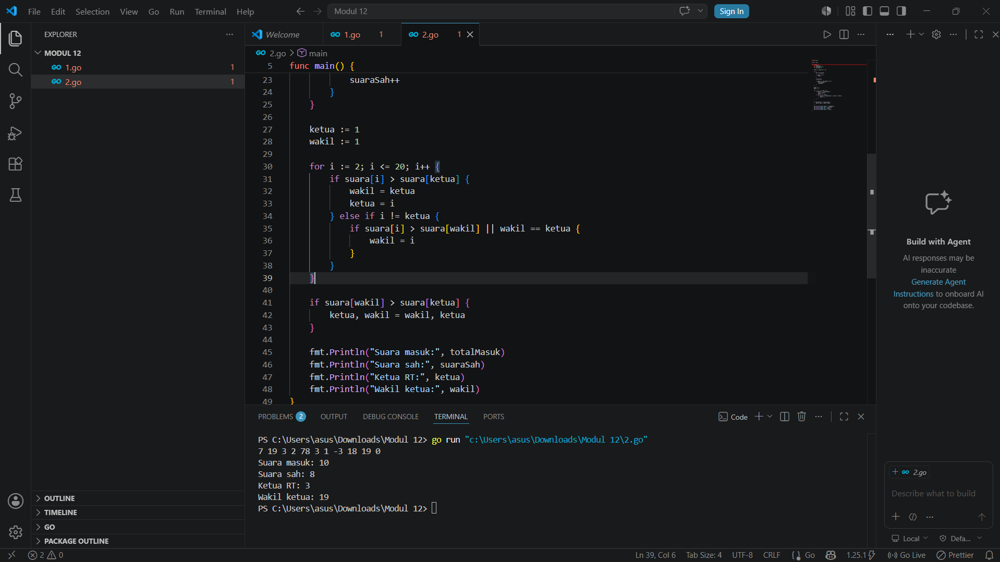 File Edit Selection View Go Run Terminal Help
Modul 12
Sign In
EXPLORER
MODUL 12
1.go 1
2.go 1
OUTLINE
TIMELINE
GO
PACKAGE OUTLINE
Welcome
1.go 1
2.go 1
2.go > main
5 func main() {
23 suaraSah++
24 }
25 }
26
27 ketua := 1
28 wakil := 1
29
30 for i := 2; i <= 20; i++ {
31 if suara[i] > suara[ketua] {
32 wakil = ketua
33 ketua = i
34 } else if i != ketua {
35 if suara[i] > suara[wakil] || wakil == ketua {
36 wakil = i
37 }
38 }
39 }
40
41 if suara[wakil] > suara[ketua] {
42 ketua, wakil = wakil, ketua
43 }
44
45 fmt.Println("Suara masuk:", totalMasuk)
46 fmt.Println("Suara sah:", suaraSah)
47 fmt.Println("Ketua RT:", ketua)
48 fmt.Println("Wakil ketua:", wakil)
49 }
PROBLEMS 2 OUTPUT DEBUG CONSOLE TERMINAL PORTS
Code
PS C:\Users\asus\Downloads\Modul 12> go run "c:\Users\asus\Downloads\Modul 12\2.go"
7 19 3 2 78 3 1 -3 18 19 0
Suara masuk: 10
Suara sah: 8
Ketua RT: 3
Wakil ketua: 19
PS C:\Users\asus\Downloads\Modul 12>
Build with Agent
AI responses may be
inaccurate
Generate Agent
Instructions to onboard AI
onto your codebase.
2.go
Describe what to build
Local
Defa...
2 0
Ln 39, Col 6 Tab Size: 4 UTF-8 CRLF Go 1.25.1 Go Live Prettier